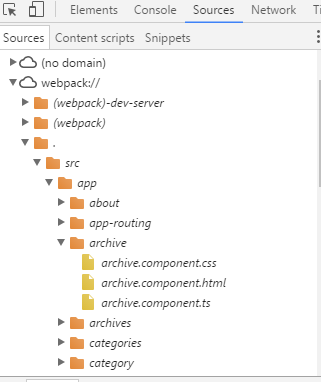 Elements Console Sources Network Ti
Sources Content scripts Snippets
(no domain)
webpack://
(webpack)-dev-server
(webpack)
.
src
app
about
app-routing
archive
archive.component.css
archive.component.html
archive.component.ts
archives
categories
category